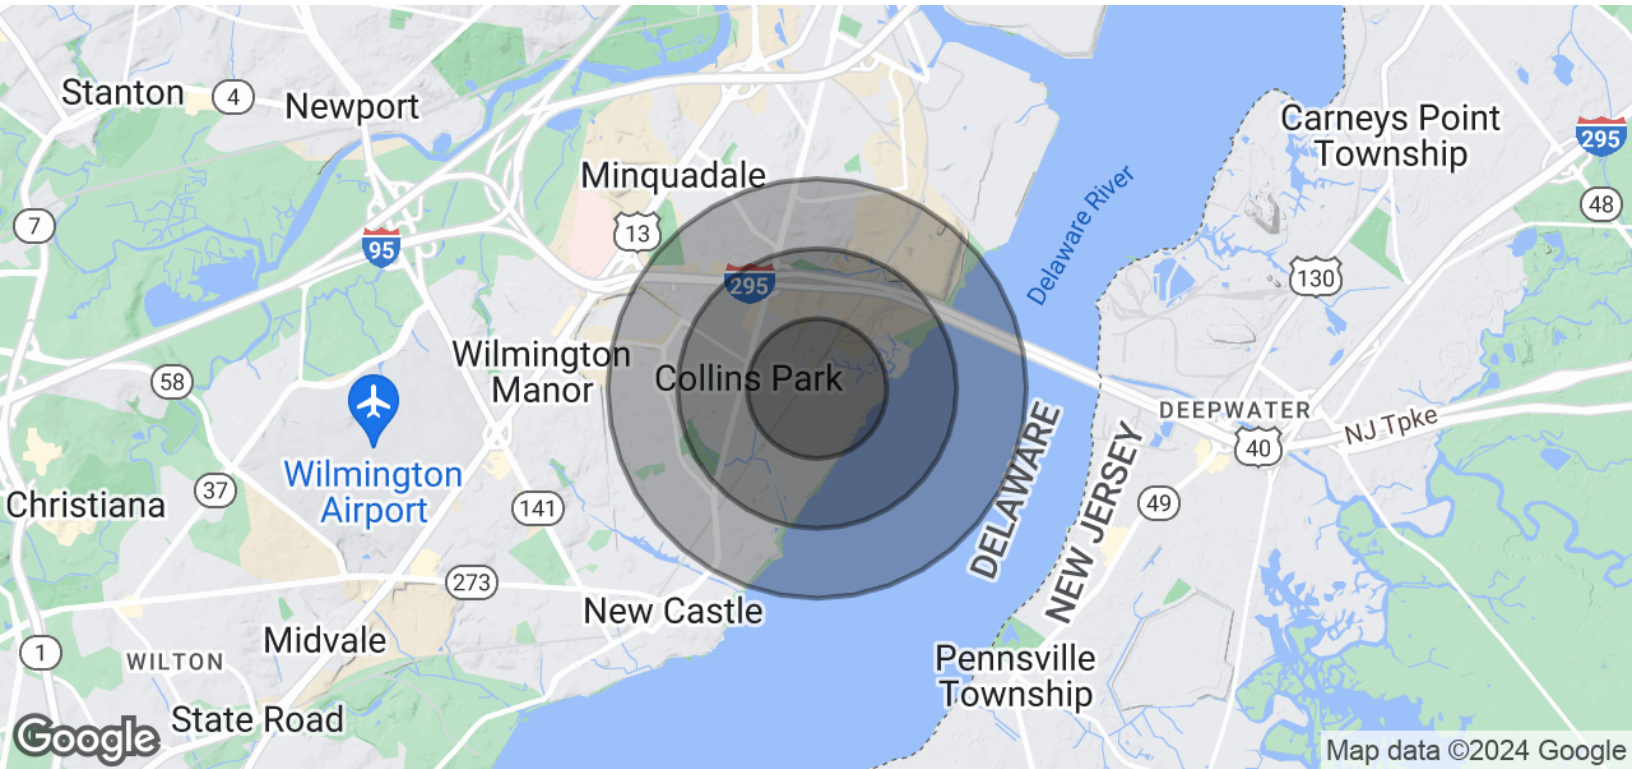 Stanton
4
Newport
Carneys Point
Township
295
Minquadale
Delaware River
48
7
13
95
295
130
Wilmington
Manor
Collins Park
58
DEEPWATER
NJ Tpke
40
DELAWARE
NEW JERSEY
Wilmington
Airport
37
Christiana
141
49
273
New Castle
Midvale
1
WILTON
Pennsville
Township
State Road
Google
Map data ©2024 Google